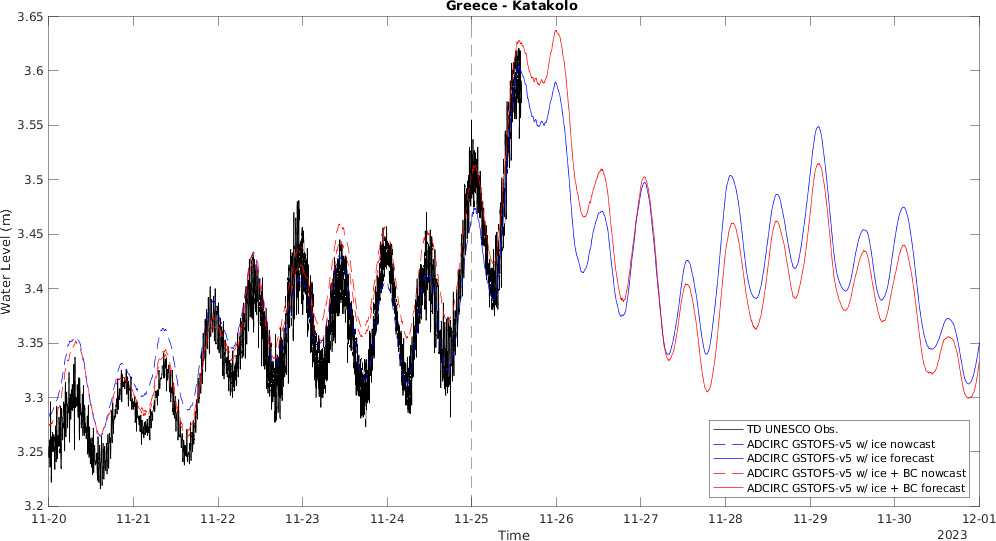 Greece - Katakolo
Water Level (m)
3.65
3.6
3.55
3.5
3.45
3.4
3.35
3.3
3.25
3.2
11-20
11-21
11-22
11-23
11-24
11-25
11-26
11-27
11-28
11-29
11-30
12-01
Time
2023
TD UNESCO Obs.
ADCIRC GSTOFS-v5 w/ ice nowcast
ADCIRC GSTOFS-v5 w/ ice forecast
ADCIRC GSTOFS-v5 w/ ice + BC nowcast
ADCIRC GSTOFS-v5 w/ ice + BC forecast